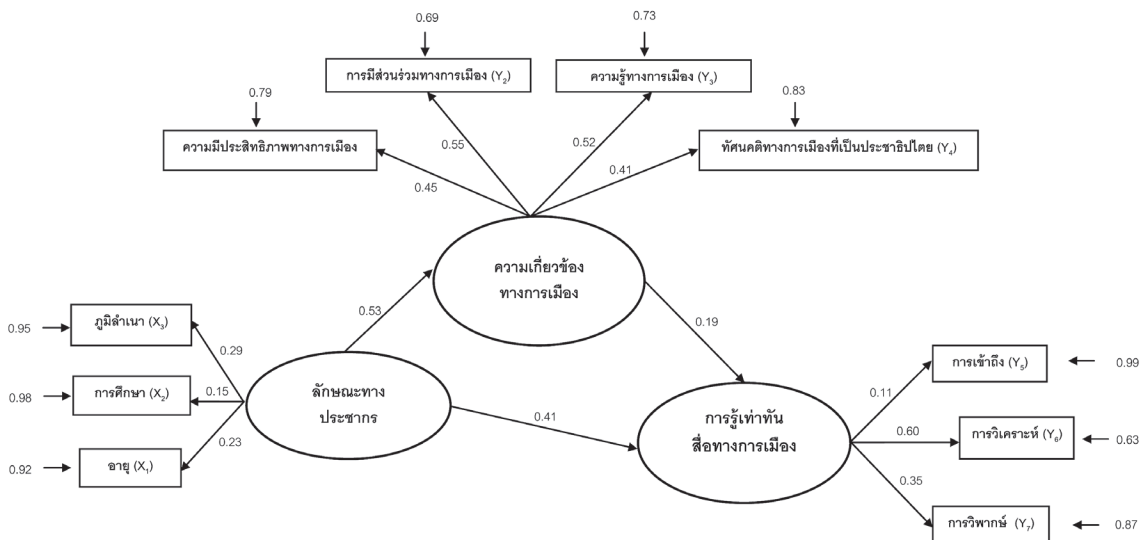 0.69
0.73
การมีส่วนร่วมทางการเมือง (Y2)
ความรู้ทางการเมือง (Y3)
0.79
0.83
ความมีประสิทธิภาพทางการเมือง
ทัศนคติทางการเมืองที่เป็นประชาธิปไตย (Y4)
0.55
0.52
0.45
0.41
ความเกี่ยวข้อง
ทางการเมือง
0.53
0.19
0.95
ภูมิลำเนา (X3)
0.29
0.98
การศึกษา (X2)
0.15
0.23
0.92
อายุ (X1)
ลักษณะทาง
ประชากร
0.41
การรู้เท่าทัน
สื่อทางการเมือง
0.11
การเข้าถึง (Y5)
0.99
0.60
การวิเคราะห์ (Y6)
0.63
0.35
การวิพากษ์ (Y7)
0.87